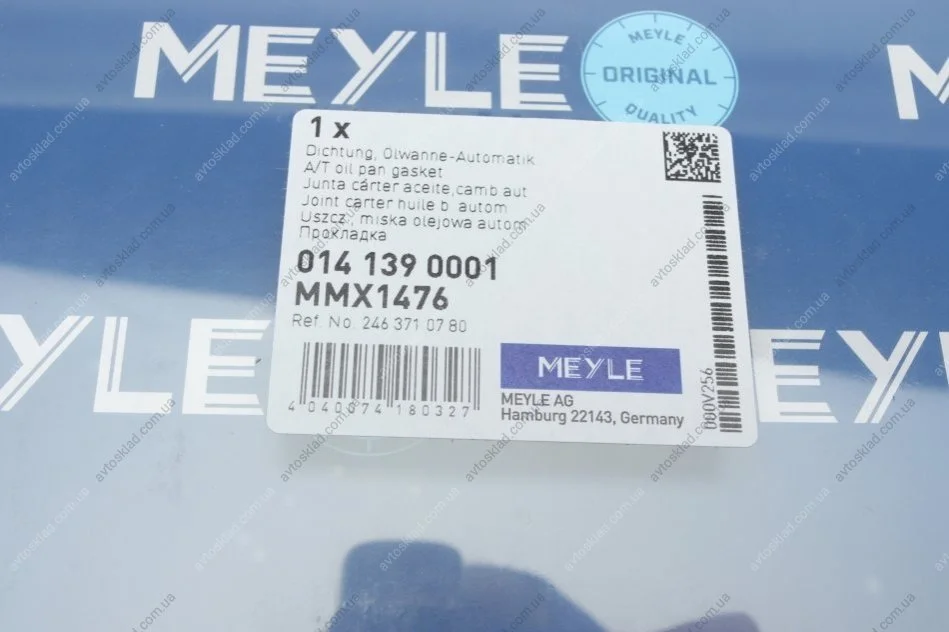 MEYLE
MEYLE
ORIGINAL
QUALITY
1 x
Dichtung, Ölwanne-Automatik
A/T oil pan gasket
Junta cárter aceite,camb.aut
Joint carter huile b. autom
Uszcz., miska olejowa autom
Прокладка
014 139 0001
MMX1476
Ref. No. 246 371 07 80
4 040074 180327
MEYLE
MEYLE AG
Hamburg 22143, Germany
000V256
avtosklad.com.ua